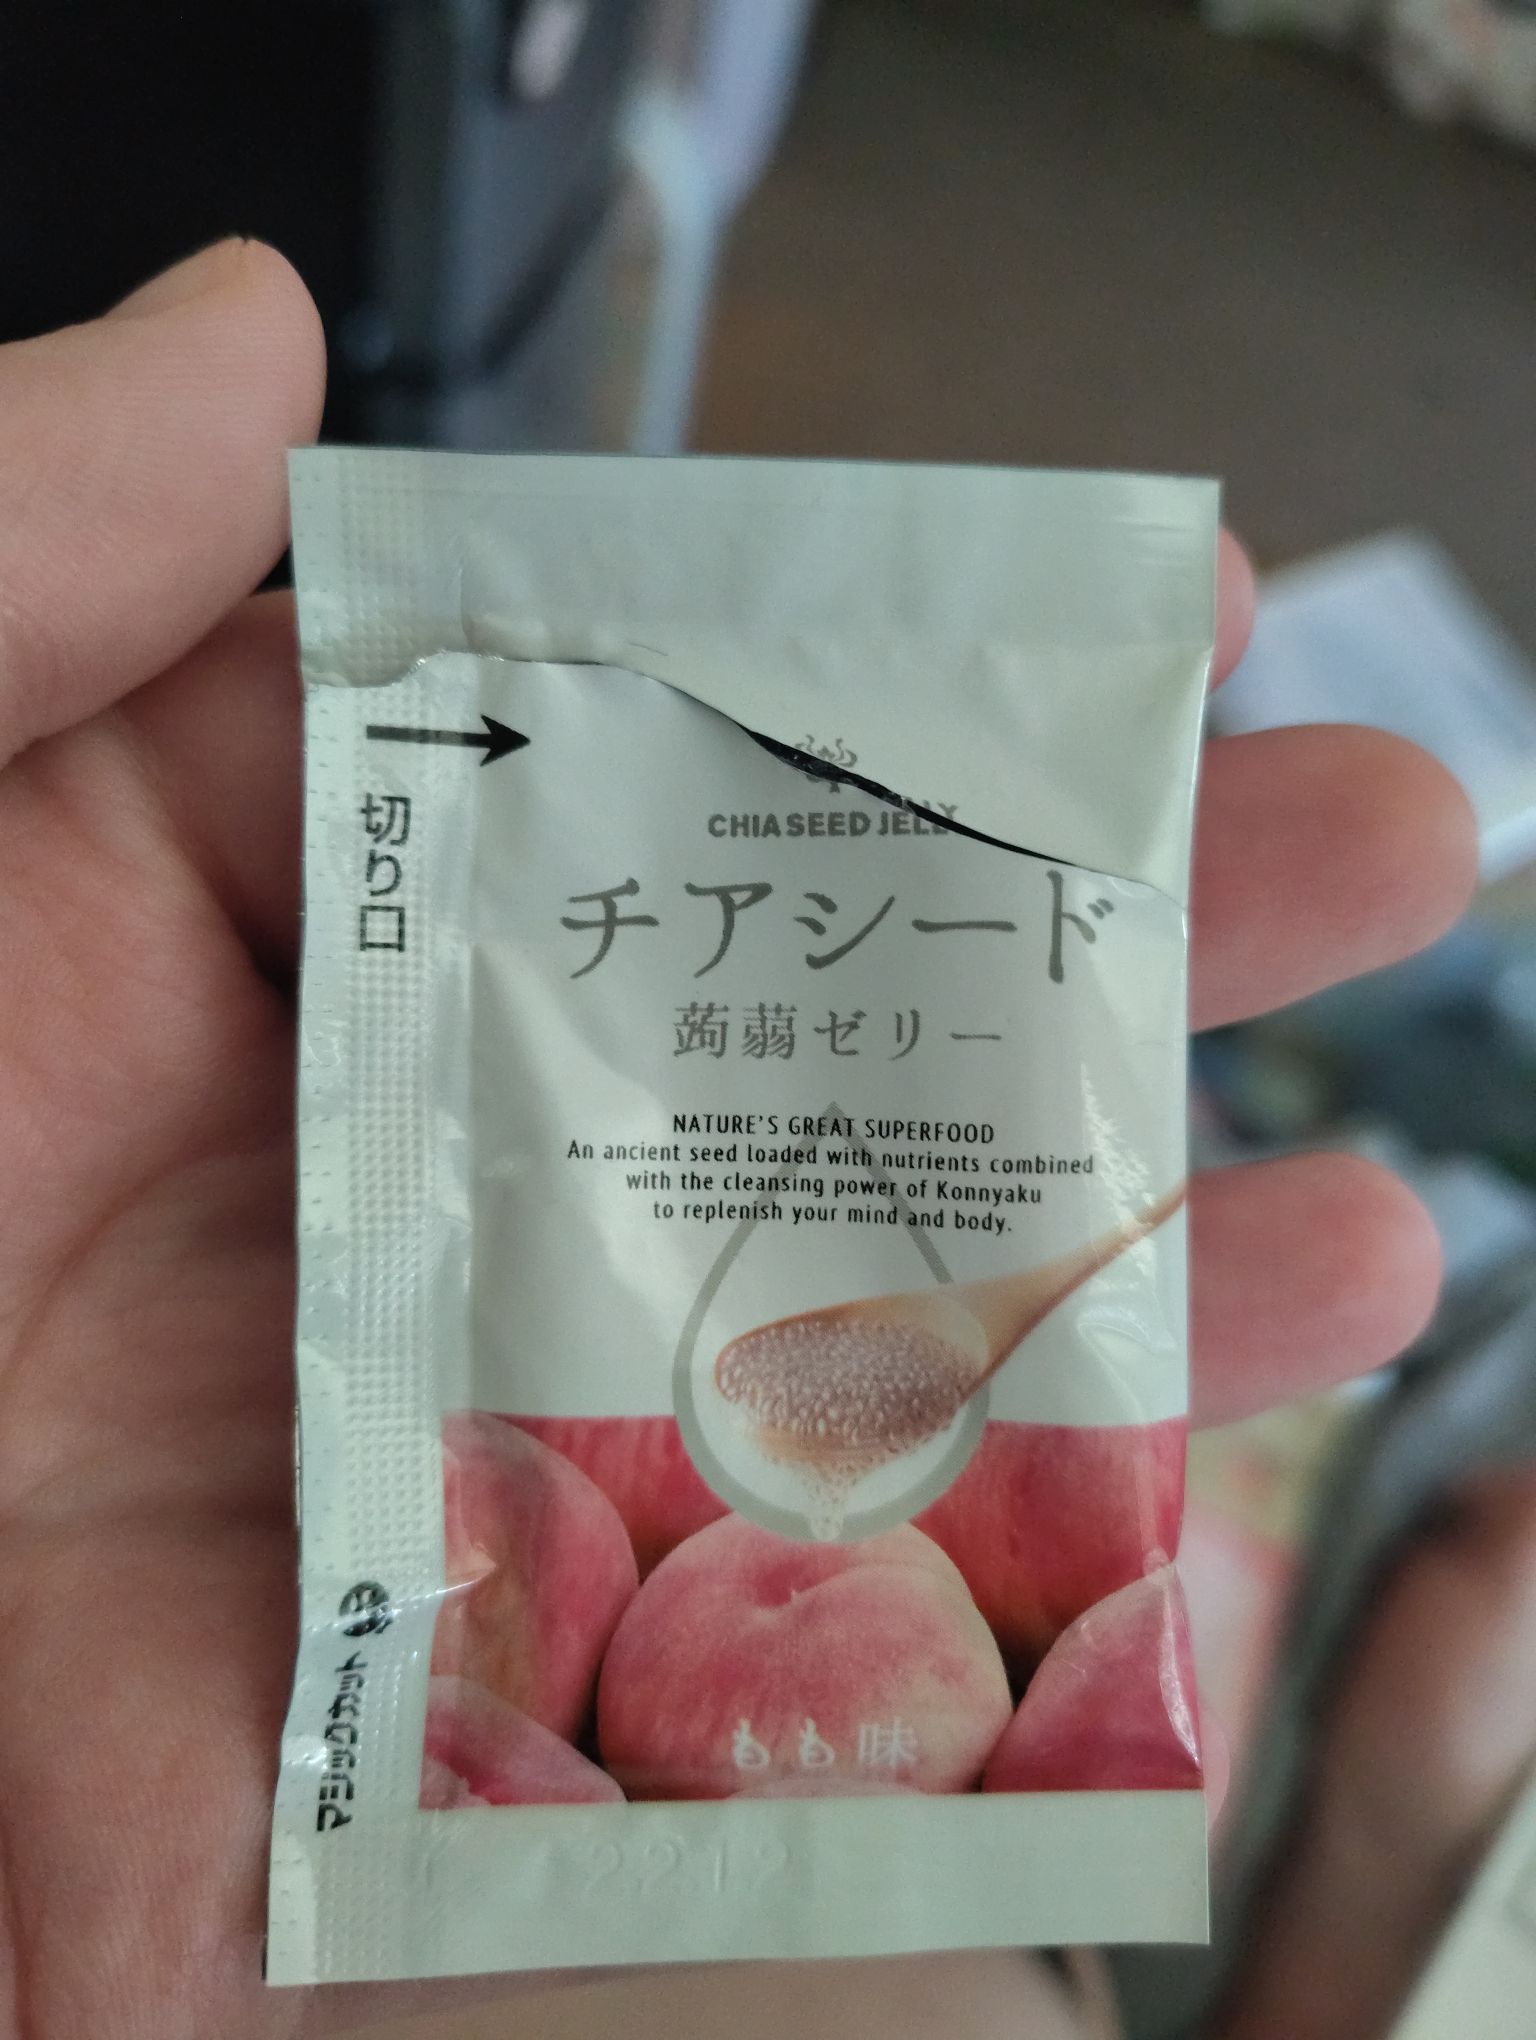 CHIASEED JELLY
チアシード
蒟蒻ゼリー
NATURE'S GREAT SUPERFOOD
An ancient seed loaded with nutrients combined
with the cleansing power of Konnyaku
to replenish your mind and body.
もも味
切り口
マジックカット